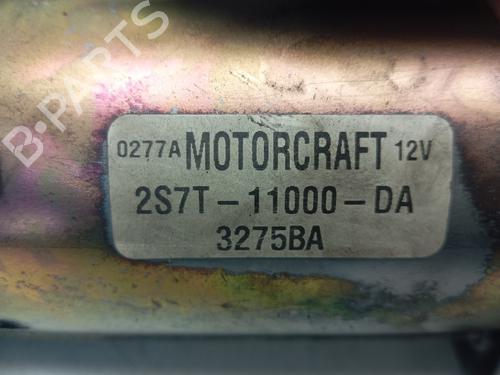 B-PARTS
0277A MOTORCRAFT 12V
2S7T-11000-DA
3275BA